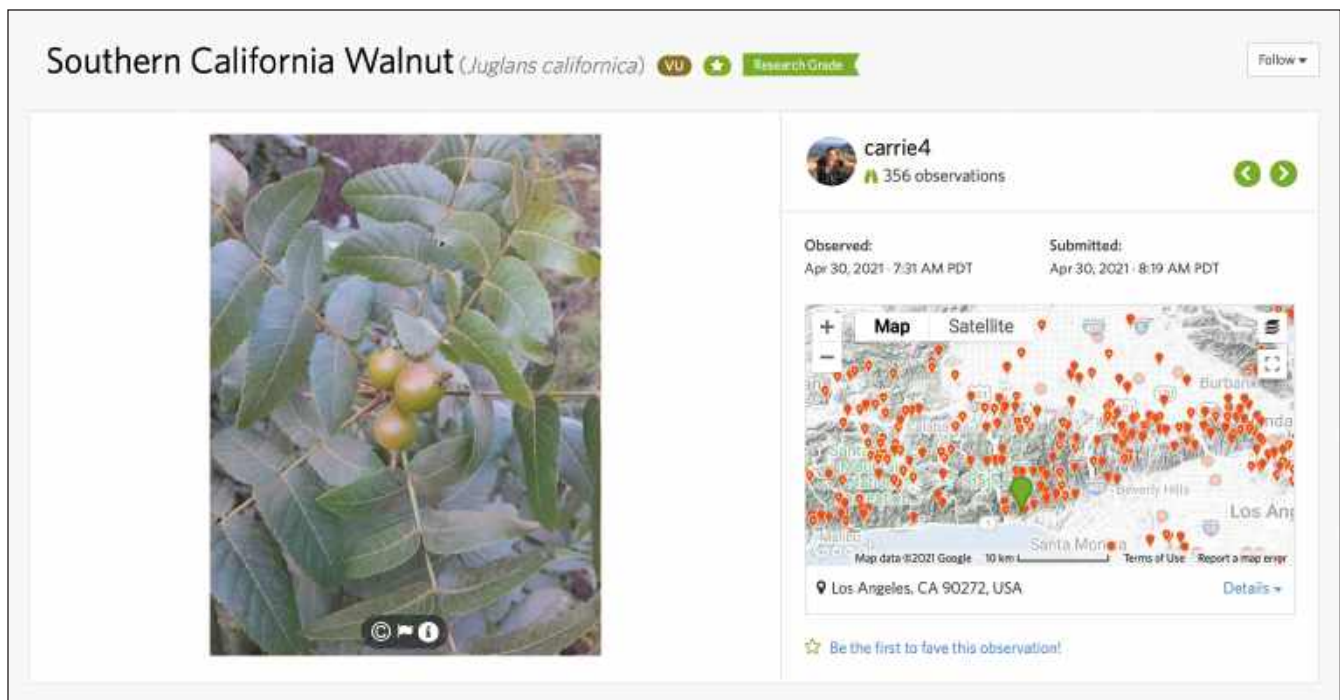 Southern California Walnut (Juglans californica) VU Research Grade
Follow
carrie4
356 observations
Observed:
Apr 30, 2021 · 7:31 AM PDT
Submitted:
Apr 30, 2021 · 8:19 AM PDT
+
Map Satellite
−
Burbank
Beverly Hills
Los Ang
Santa Monica
Malibu
Map data ©2021 Google 10 km Terms of Use Report a map error
Los Angeles, CA 90272, USA
Details
Be the first to fave this observation!